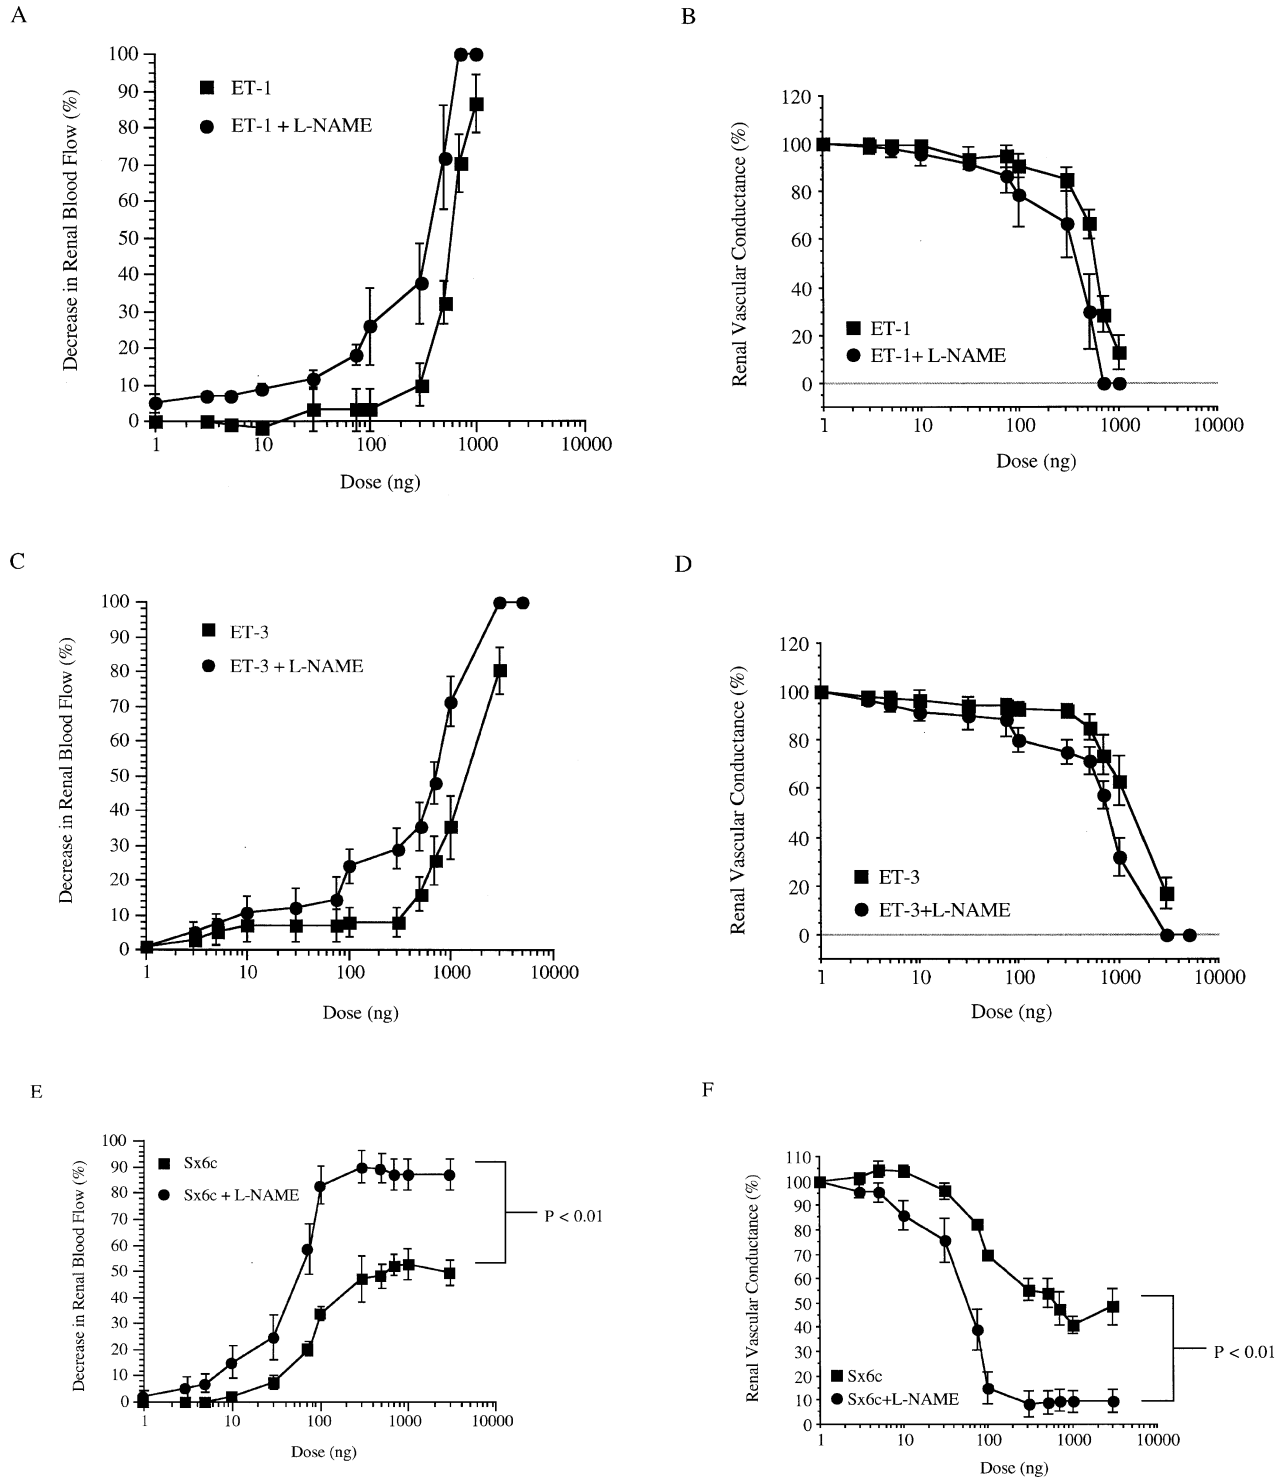 A
Decrease in Renal Blood Flow (%)
100
90
80
70
60
50
40
30
20
10
0
ET-1
ET-1 + L-NAME
1 10 100 1000 10000
Dose (ng)
B
Renal Vascular Conductance (%)
120
100
80
60
40
20
0
ET-1
ET-1+ L-NAME
1 10 100 1000 10000
Dose (ng)
C
Decrease in Renal Blood Flow (%)
100
90
80
70
60
50
40
30
20
10
0
ET-3
ET-3 + L-NAME
1 10 100 1000 10000
Dose (ng)
D
Renal Vascular Conductance (%)
120
100
80
60
40
20
0
ET-3
ET-3+L-NAME
1 10 100 1000 10000
Dose (ng)
E
Decrease in Renal Blood Flow (%)
100
90
80
70
60
50
40
30
20
10
0
Sx6c
Sx6c + L-NAME
P < 0.01
1 10 100 1000 10000
Dose (ng)
F
Renal Vascular Conductance (%)
110
100
90
80
70
60
50
40
30
20
10
0
Sx6c
Sx6c+L-NAME
P < 0.01
1 10 100 1000 10000
Dose (ng)